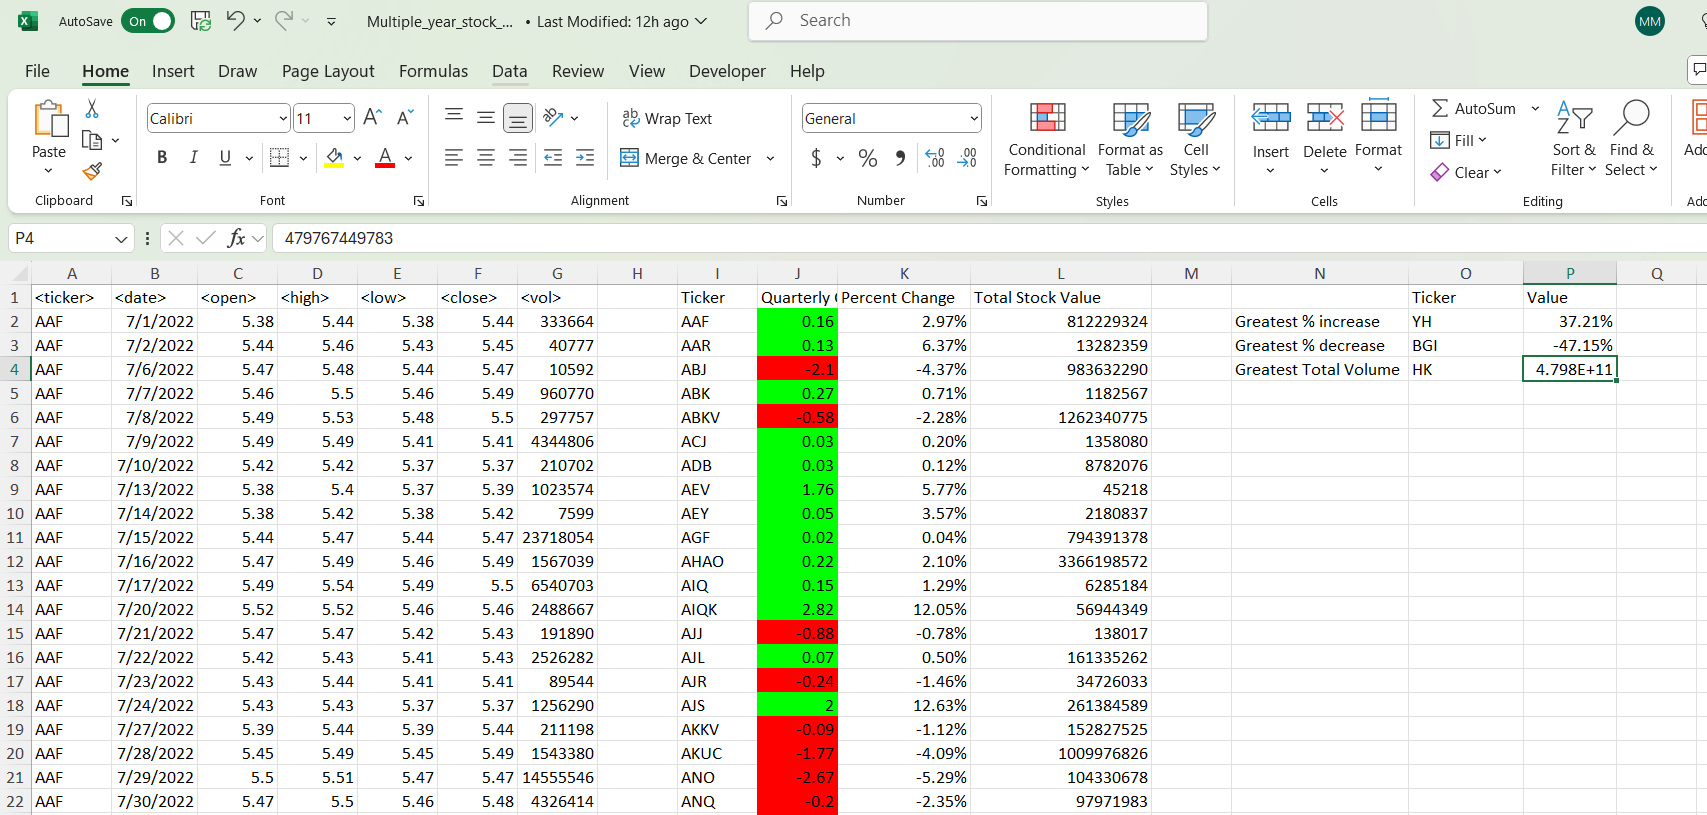 AutoSave On Multiple_year_stock_... • Last Modified: 12h ago Search MM
File Home Insert Draw Page Layout Formulas Data Review View Developer Help
Paste Calibri 11 Wrap Text Merge & Center General $ % Conditional Formatting Format as Table Cell Styles Insert Delete Format AutoSum Fill Clear Sort & Filter Find & Select
Clipboard Font Alignment Number Styles Cells Editing
P4 fx 479767449783
A B C D E F G H I J K L M N O P Q
1 <ticker> <date> <open> <high> <low> <close> <vol> Ticker Quarterly Percent Change Total Stock Value Ticker Value
2 AAF 7/1/2022 5.38 5.44 5.38 5.44 333664 AAF 0.16 2.97% 812229324 Greatest % increase YH 37.21%
3 AAF 7/2/2022 5.44 5.46 5.43 5.45 40777 AAR 0.13 6.37% 13282359 Greatest % decrease BGI -47.15%
4 AAF 7/6/2022 5.47 5.48 5.44 5.47 10592 ABJ -2.1 -4.37% 983632290 Greatest Total Volume HK 4.798E+11
5 AAF 7/7/2022 5.46 5.5 5.46 5.49 960770 ABK 0.27 0.71% 1182567
6 AAF 7/8/2022 5.49 5.53 5.48 5.5 297757 ABKV -0.58 -2.28% 1262340775
7 AAF 7/9/2022 5.49 5.49 5.41 5.41 4344806 ACJ 0.03 0.20% 1358080
8 AAF 7/10/2022 5.42 5.42 5.37 5.37 210702 ADB 0.03 0.12% 8782076
9 AAF 7/13/2022 5.38 5.4 5.37 5.39 1023574 AEV 1.76 5.77% 45218
10 AAF 7/14/2022 5.38 5.42 5.38 5.42 7599 AEY 0.05 3.57% 2180837
11 AAF 7/15/2022 5.44 5.47 5.44 5.47 23718054 AGF 0.02 0.04% 794391378
12 AAF 7/16/2022 5.47 5.49 5.46 5.49 1567039 AHAO 0.22 2.10% 3366198572
13 AAF 7/17/2022 5.49 5.54 5.49 5.5 6540703 AIQ 0.15 1.29% 6285184
14 AAF 7/20/2022 5.52 5.52 5.46 5.46 2488667 AIQK 2.82 12.05% 56944349
15 AAF 7/21/2022 5.47 5.47 5.42 5.43 191890 AJJ -0.88 -0.78% 138017
16 AAF 7/22/2022 5.42 5.43 5.41 5.43 2526282 AJL 0.07 0.50% 161335262
17 AAF 7/23/2022 5.43 5.44 5.41 5.41 89544 AJR -0.24 -1.46% 34726033
18 AAF 7/24/2022 5.43 5.43 5.37 5.37 1256290 AJS 2 12.63% 261384589
19 AAF 7/27/2022 5.39 5.44 5.39 5.44 211198 AKKV -0.09 -1.12% 152827525
20 AAF 7/28/2022 5.45 5.49 5.45 5.49 1543380 AKUC -1.77 -4.09% 1009976826
21 AAF 7/29/2022 5.5 5.51 5.47 5.47 14555546 ANO -2.67 -5.29% 104330678
22 AAF 7/30/2022 5.47 5.5 5.46 5.48 4326414 ANQ -0.2 -2.35% 97971983